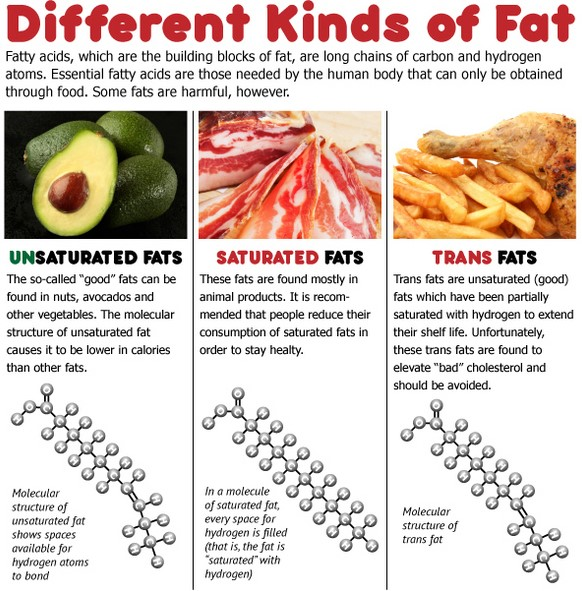 Different Kinds of Fat
Fatty acids, which are the building blocks of fat, are long chains of carbon and hydrogen
atoms. Essential fatty acids are those needed by the human body that can only be obtained
through food. Some fats are harmful, however.
UNSATURATED FATS
The so-called “good” fats can be
found in nuts, avocados and
other vegetables. The molecular
structure of unsaturated fat
causes it to be lower in calories
than other fats.
Molecular
structure of
unsaturated fat
shows spaces
available for
hydrogen atoms
to bond
SATURATED FATS
These fats are found mostly in
animal products. It is recom-
mended that people reduce their
consumption of saturated fats in
order to stay healty.
In a molecule
of saturated fat,
every space for
hydrogen is filled
(that is, the fat is
“saturated” with
hydrogen)
TRANS FATS
Trans fats are unsaturated (good)
fats which have been partially
saturated with hydrogen to extend
their shelf life. Unfortunately,
these trans fats are found to
elevate “bad” cholesterol and
should be avoided.
Molecular
structure of
trans fat